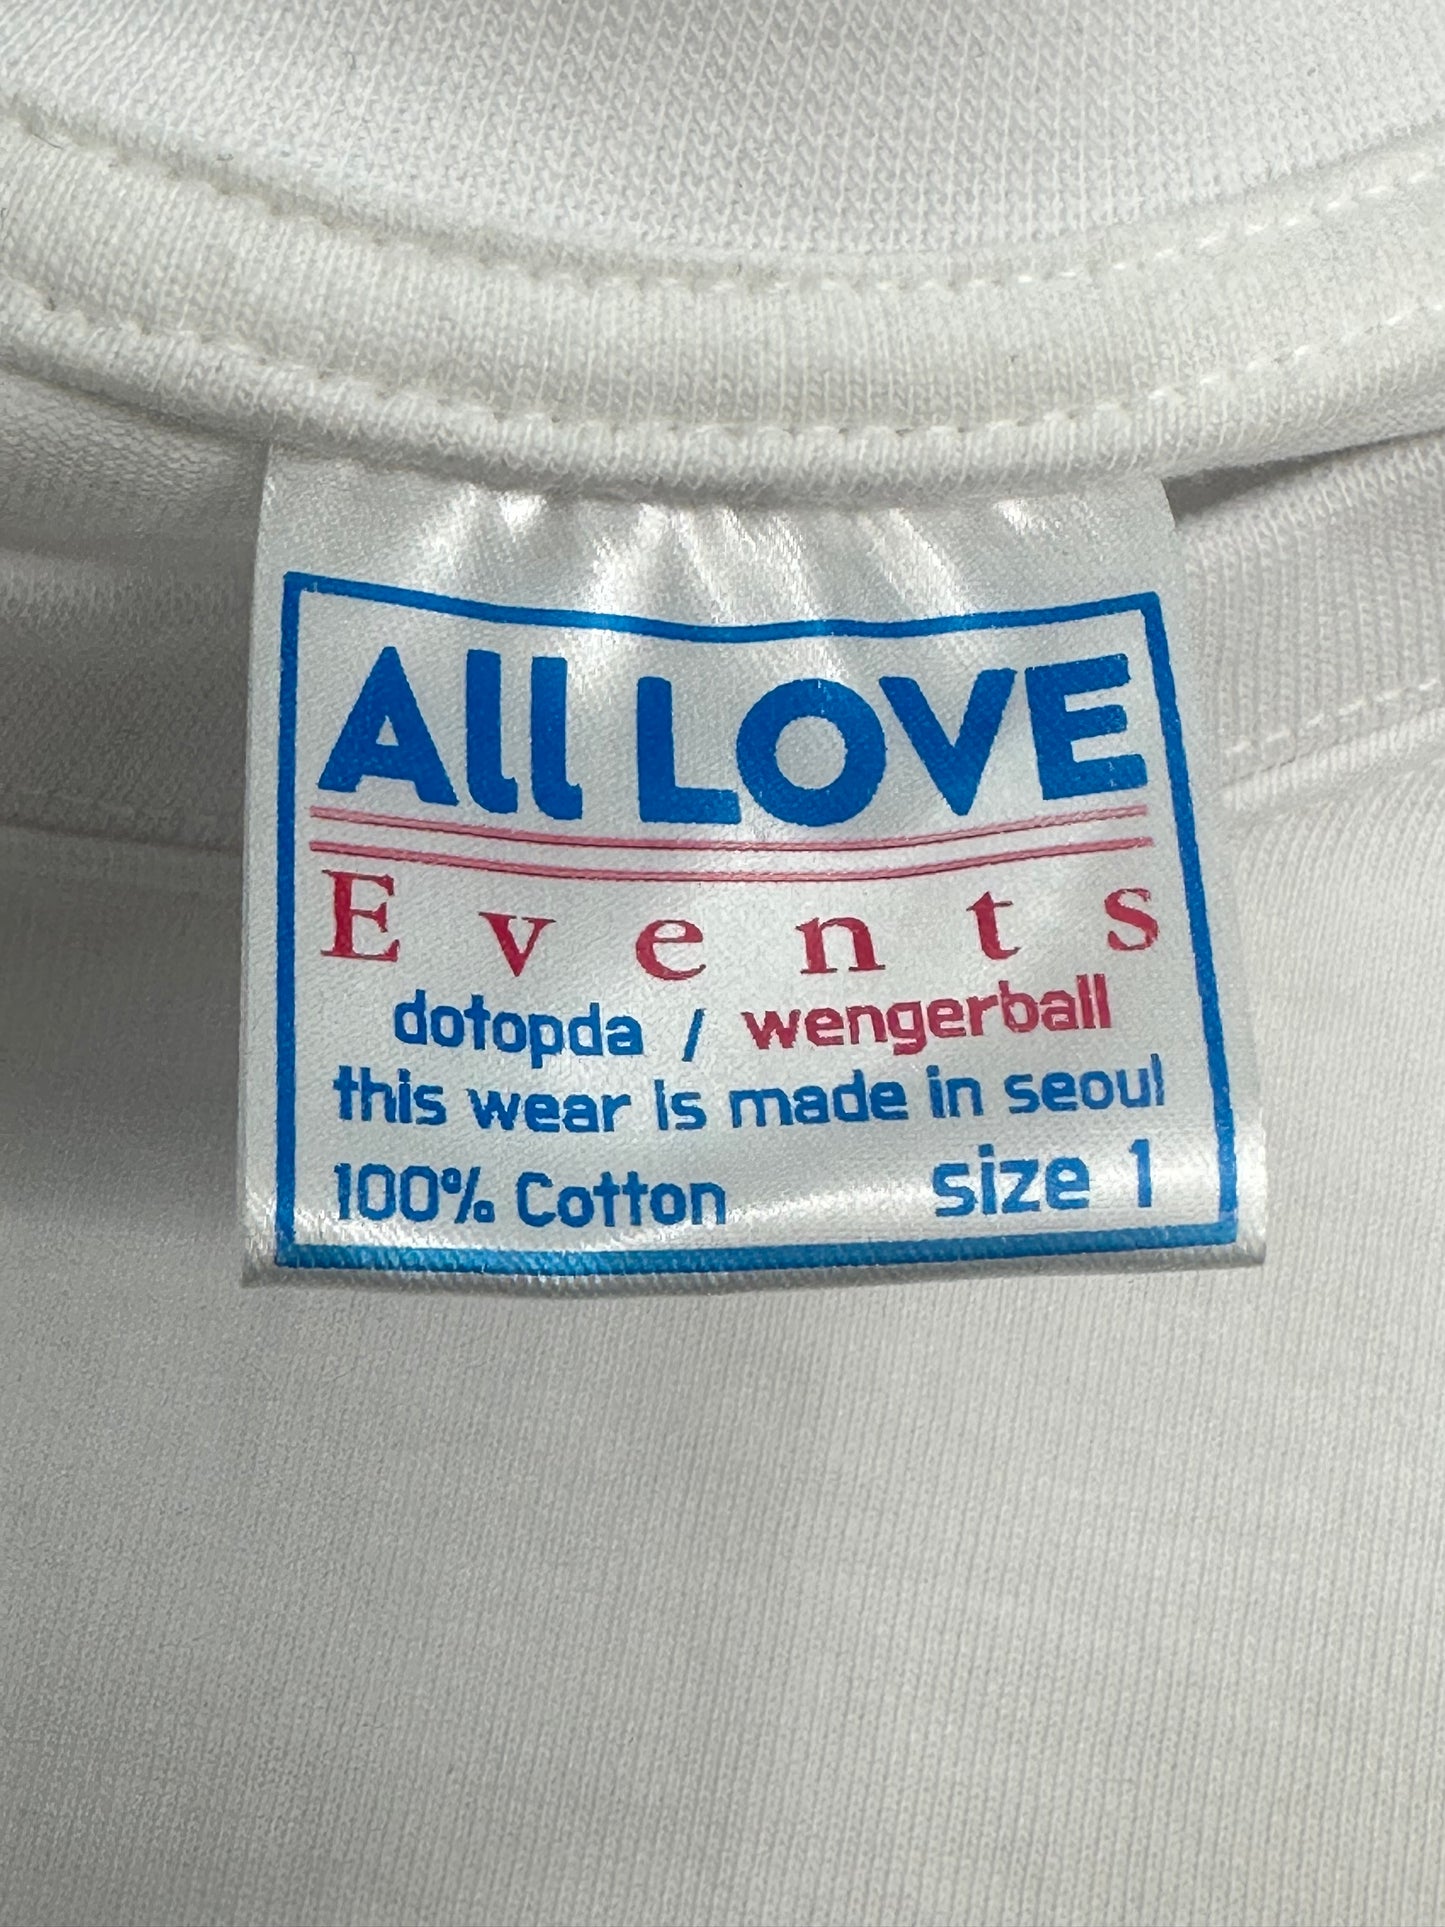 All LOVE
Events
dotopda / wengerball
this wear is made in seoul
100% Cotton size 1